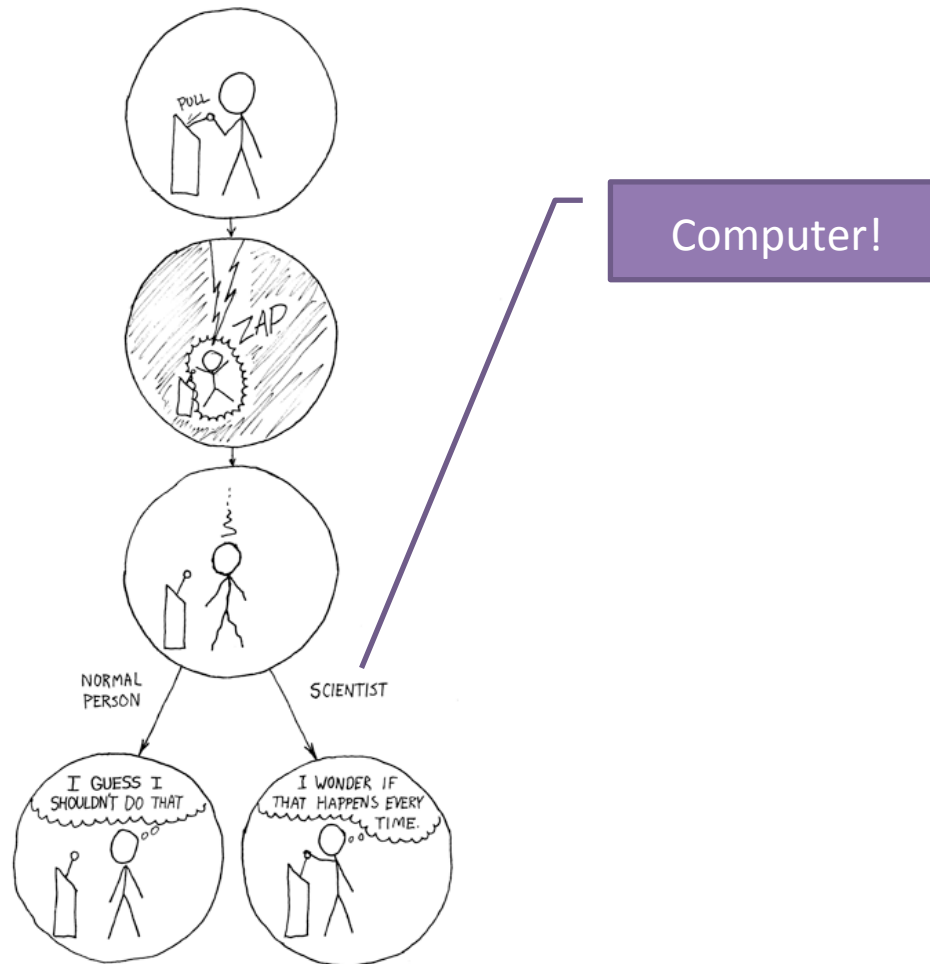 PULL
Computer!
ZAP
NORMAL
PERSON
SCIENTIST
I GUESS I
SHOULDN'T DO THAT
I WONDER IF
THAT HAPPENS EVERY
TIME.